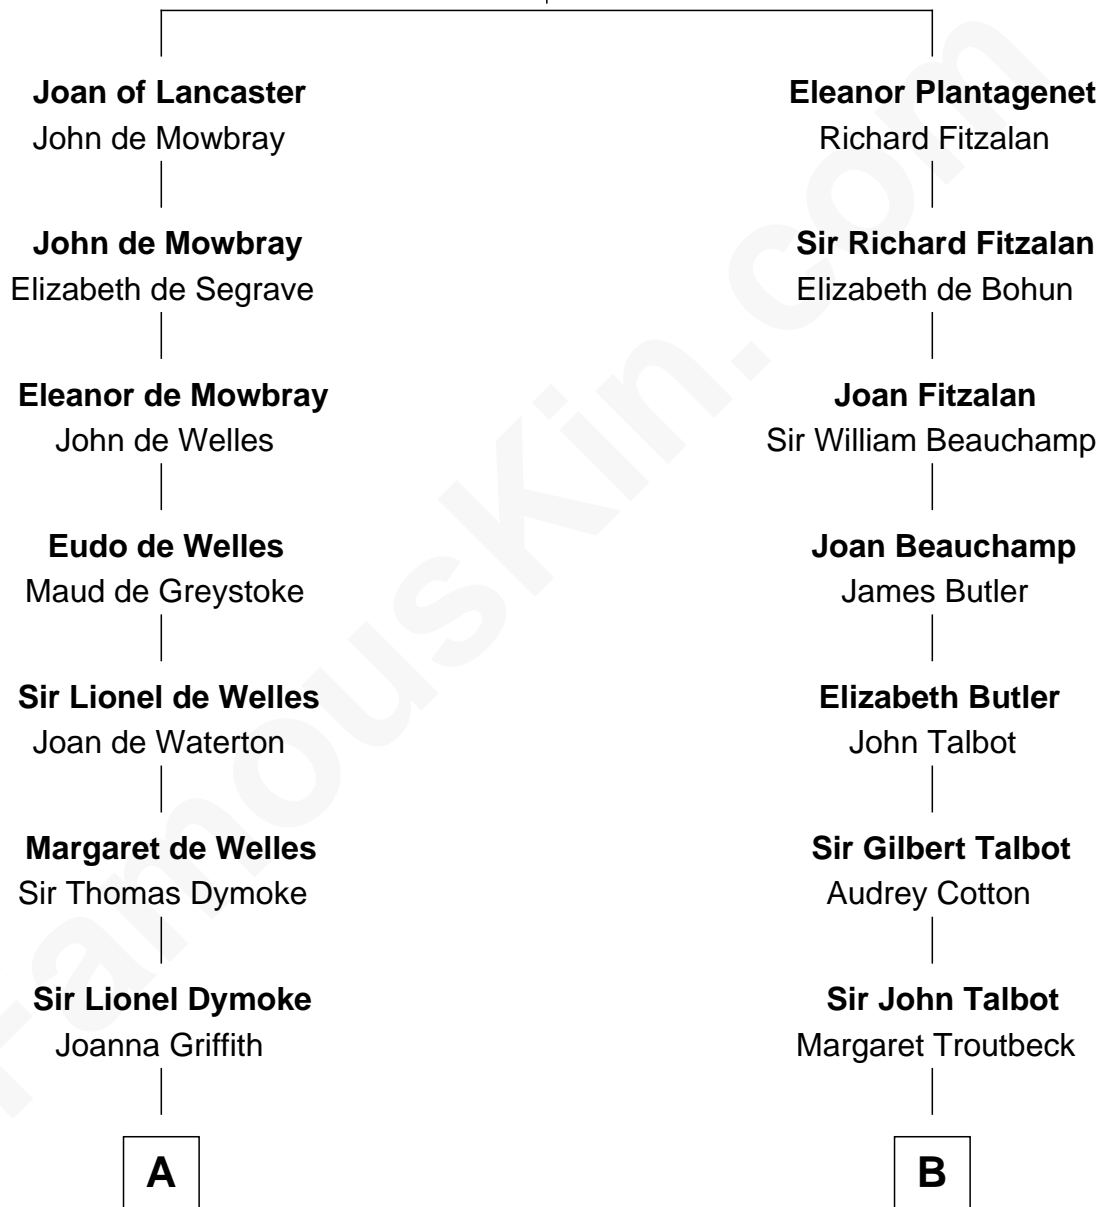 Joan of Lancaster
John de Mowbray
John de Mowbray
Elizabeth de Segrave
Eleanor de Mowbray
John de Welles
Eudo de Welles
Maud de Greystoke
Sir Lionel de Welles
Joan de Waterton
Margaret de Welles
Sir Thomas Dymoke
Sir Lionel Dymoke
Joanna Griffith
A
Eleanor Plantagenet
Richard Fitzalan
Sir Richard Fitzalan
Elizabeth de Bohun
Joan Fitzalan
Sir William Beauchamp
Joan Beauchamp
James Butler
Elizabeth Butler
John Talbot
Sir Gilbert Talbot
Audrey Cotton
Sir John Talbot
Margaret Troutbeck
B
FamousKin.com